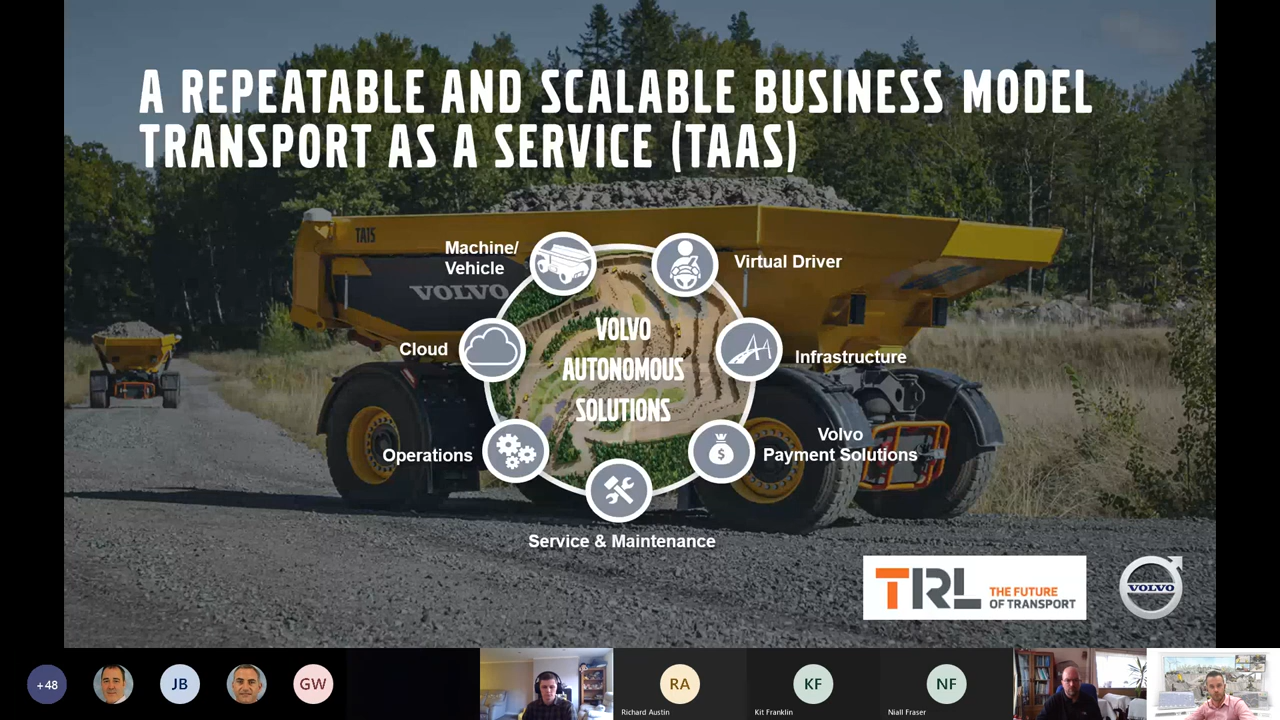 A REPEATABLE AND SCALABLE BUSINESS MODEL
TRANSPORT AS A SERVICE (TAAS)
TA15
VOLVO
Machine/
Vehicle
Virtual Driver
Cloud
VOLVO
AUTONOMOUS
SOLUTIONS
Infrastructure
Operations
$
Volvo
Payment Solutions
Service & Maintenance
TRL THE FUTURE
OF TRANSPORT
VOLVO
+48
JB
GW
RA
Richard Austin
KF
Kit Franklin
NF
Niall Fraser